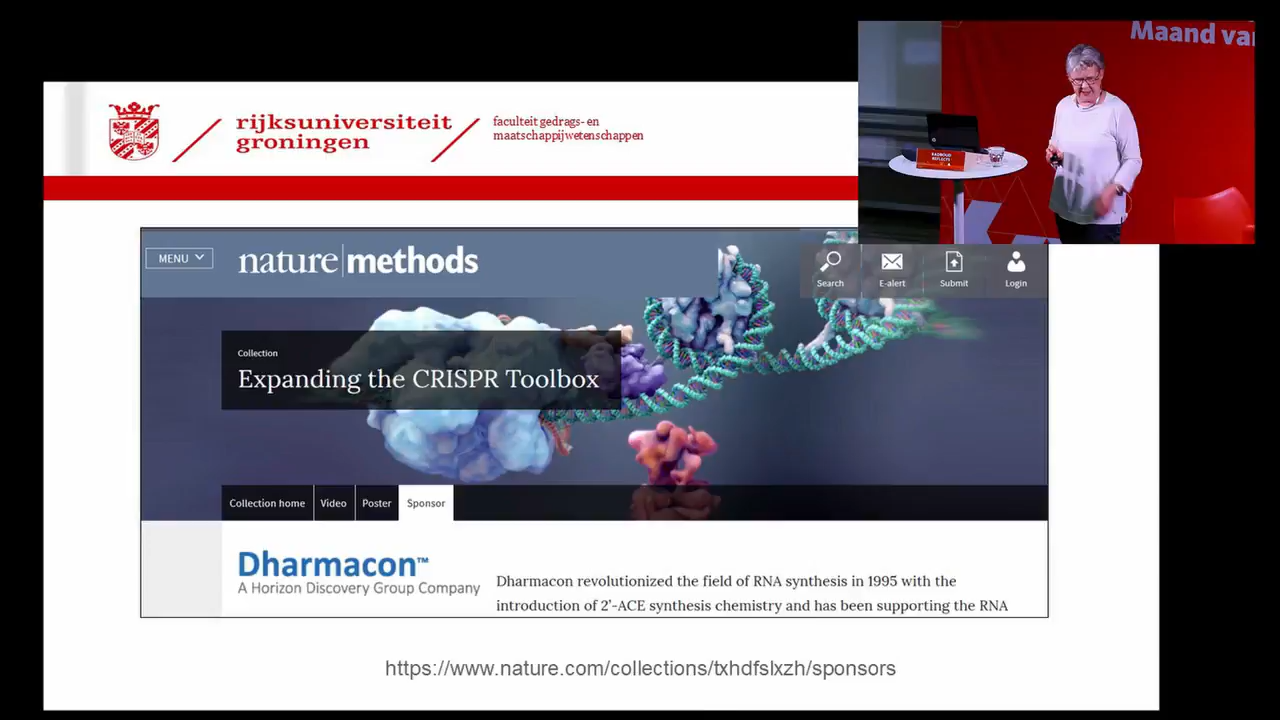 Maand va
RADBOUD
REFLECTS
rijksuniversiteit
groningen
faculteit gedrags- en
maatschappijwetenschappen
MENU
nature methods
Search
E-alert
Submit
Login
Collection
Expanding the CRISPR Toolbox
Collection home
Video
Poster
Sponsor
Dharmacon™
A Horizon Discovery Group Company
Dharmacon revolutionized the field of RNA synthesis in 1995 with the
introduction of 2’-ACE synthesis chemistry and has been supporting the RNA
https://www.nature.com/collections/txhdfslxzh/sponsors